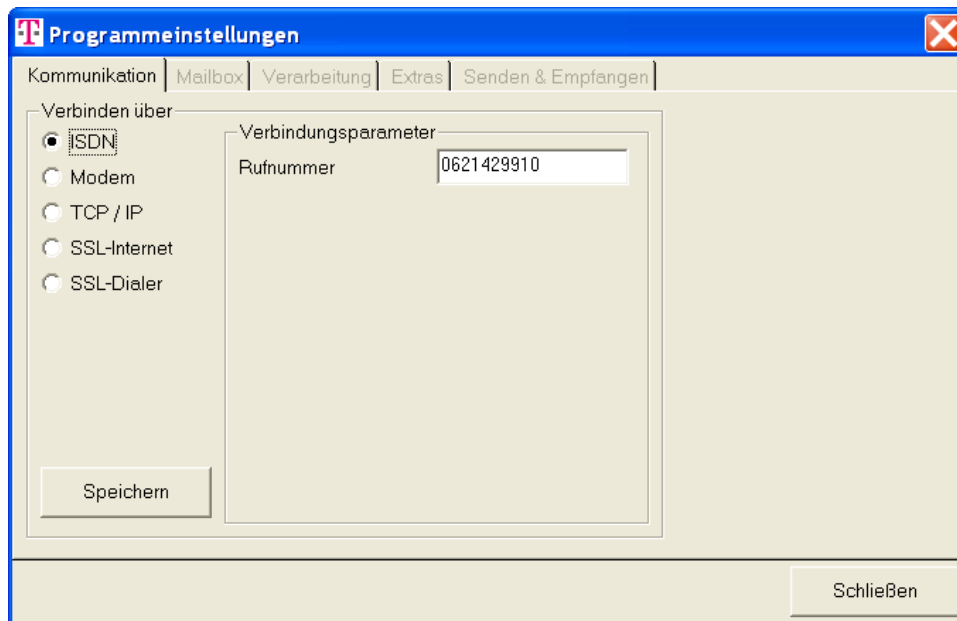 T Programmeinstellungen
Kommunikation Mailbox Verarbeitung Extras Senden & Empfangen
Verbinden über
ISDN
Modem
TCP / IP
SSL-Internet
SSL-Dialer
Verbindungsparameter
Rufnummer 0621429910
Speichern
Schließen